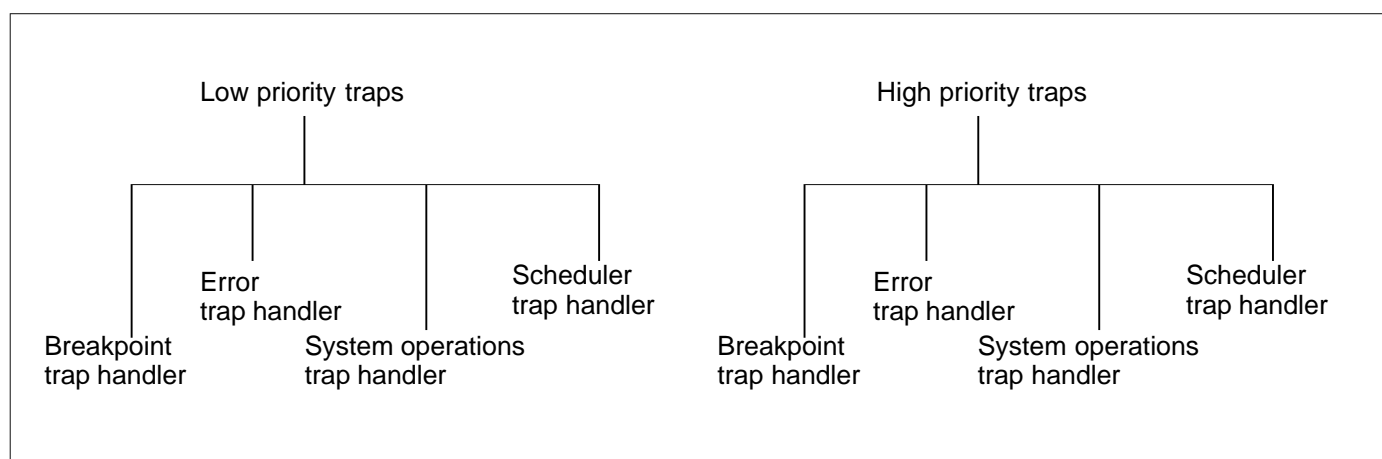 Low priority traps
Error
trap handler
Scheduler
trap handler
Breakpoint
trap handler
System operations
trap handler
High priority traps
Error
trap handler
Scheduler
trap handler
Breakpoint
trap handler
System operations
trap handler